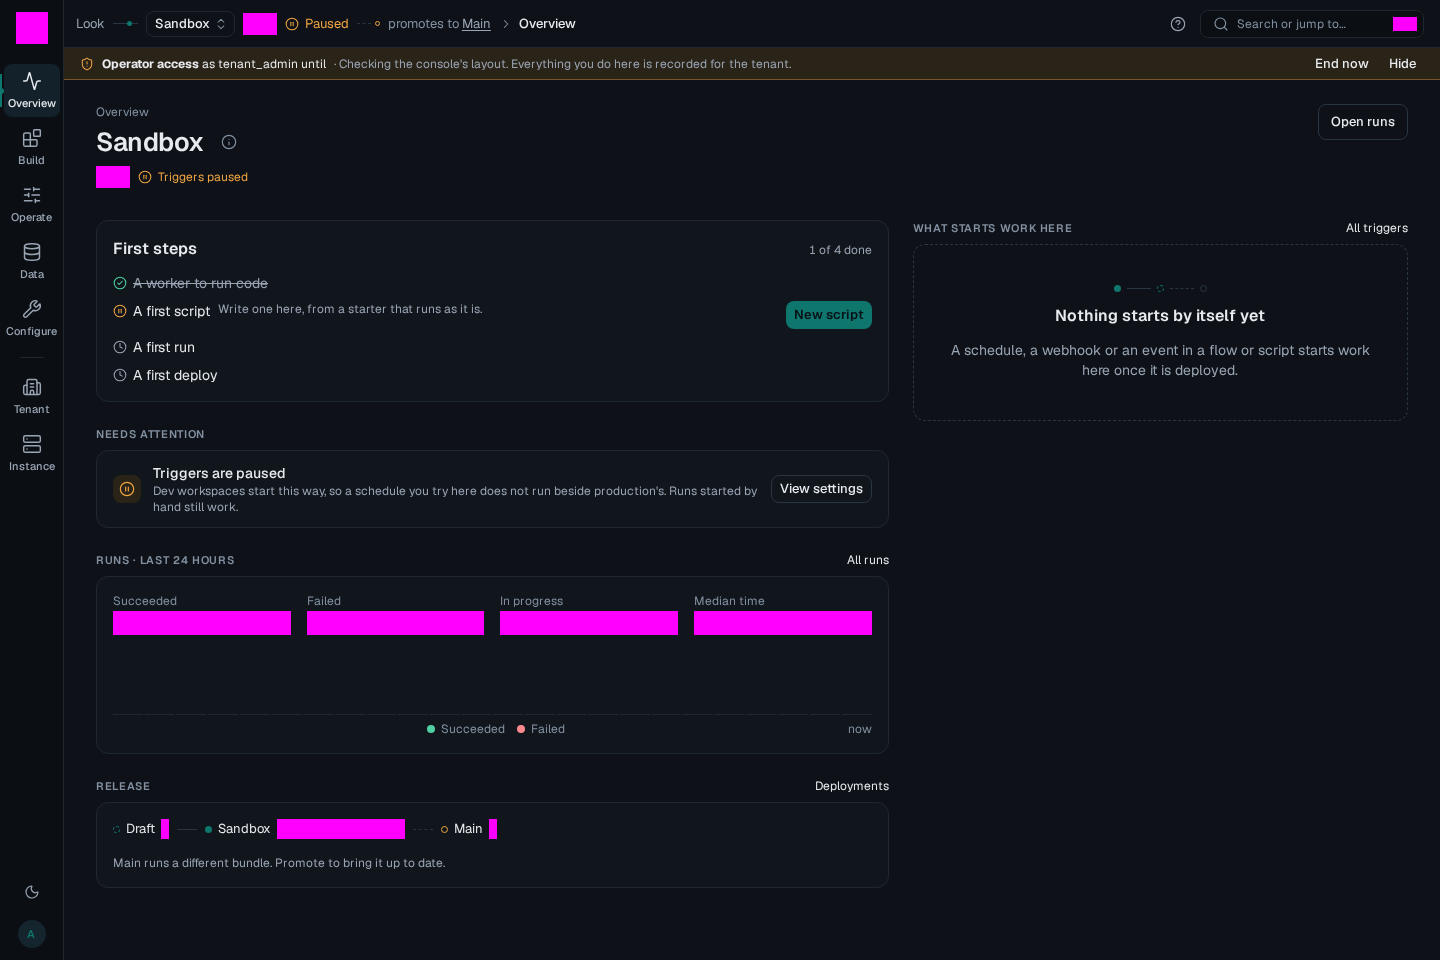 Look
Sandbox
Paused
promotes to Main
Overview
Search or jump to…
Operator access as tenant_admin until · Checking the console's layout. Everything you do here is recorded for the tenant.
End now
Hide
Overview
Build
Operate
Data
Configure
Tenant
Instance
A
Overview
Sandbox
Triggers paused
Open runs
First steps
1 of 4 done
A worker to run code
A first script Write one here, from a starter that runs as it is.
New script
A first run
A first deploy
NEEDS ATTENTION
Triggers are paused
Dev workspaces start this way, so a schedule you try here does not run beside production's. Runs started by
hand still work.
View settings
RUNS · LAST 24 HOURS
All runs
Succeeded
Failed
In progress
Median time
Succeeded
Failed
now
RELEASE
Deployments
Draft
Sandbox
Main
Main runs a different bundle. Promote to bring it up to date.
WHAT STARTS WORK HERE
All triggers
Nothing starts by itself yet
A schedule, a webhook or an event in a flow or script starts work
here once it is deployed.